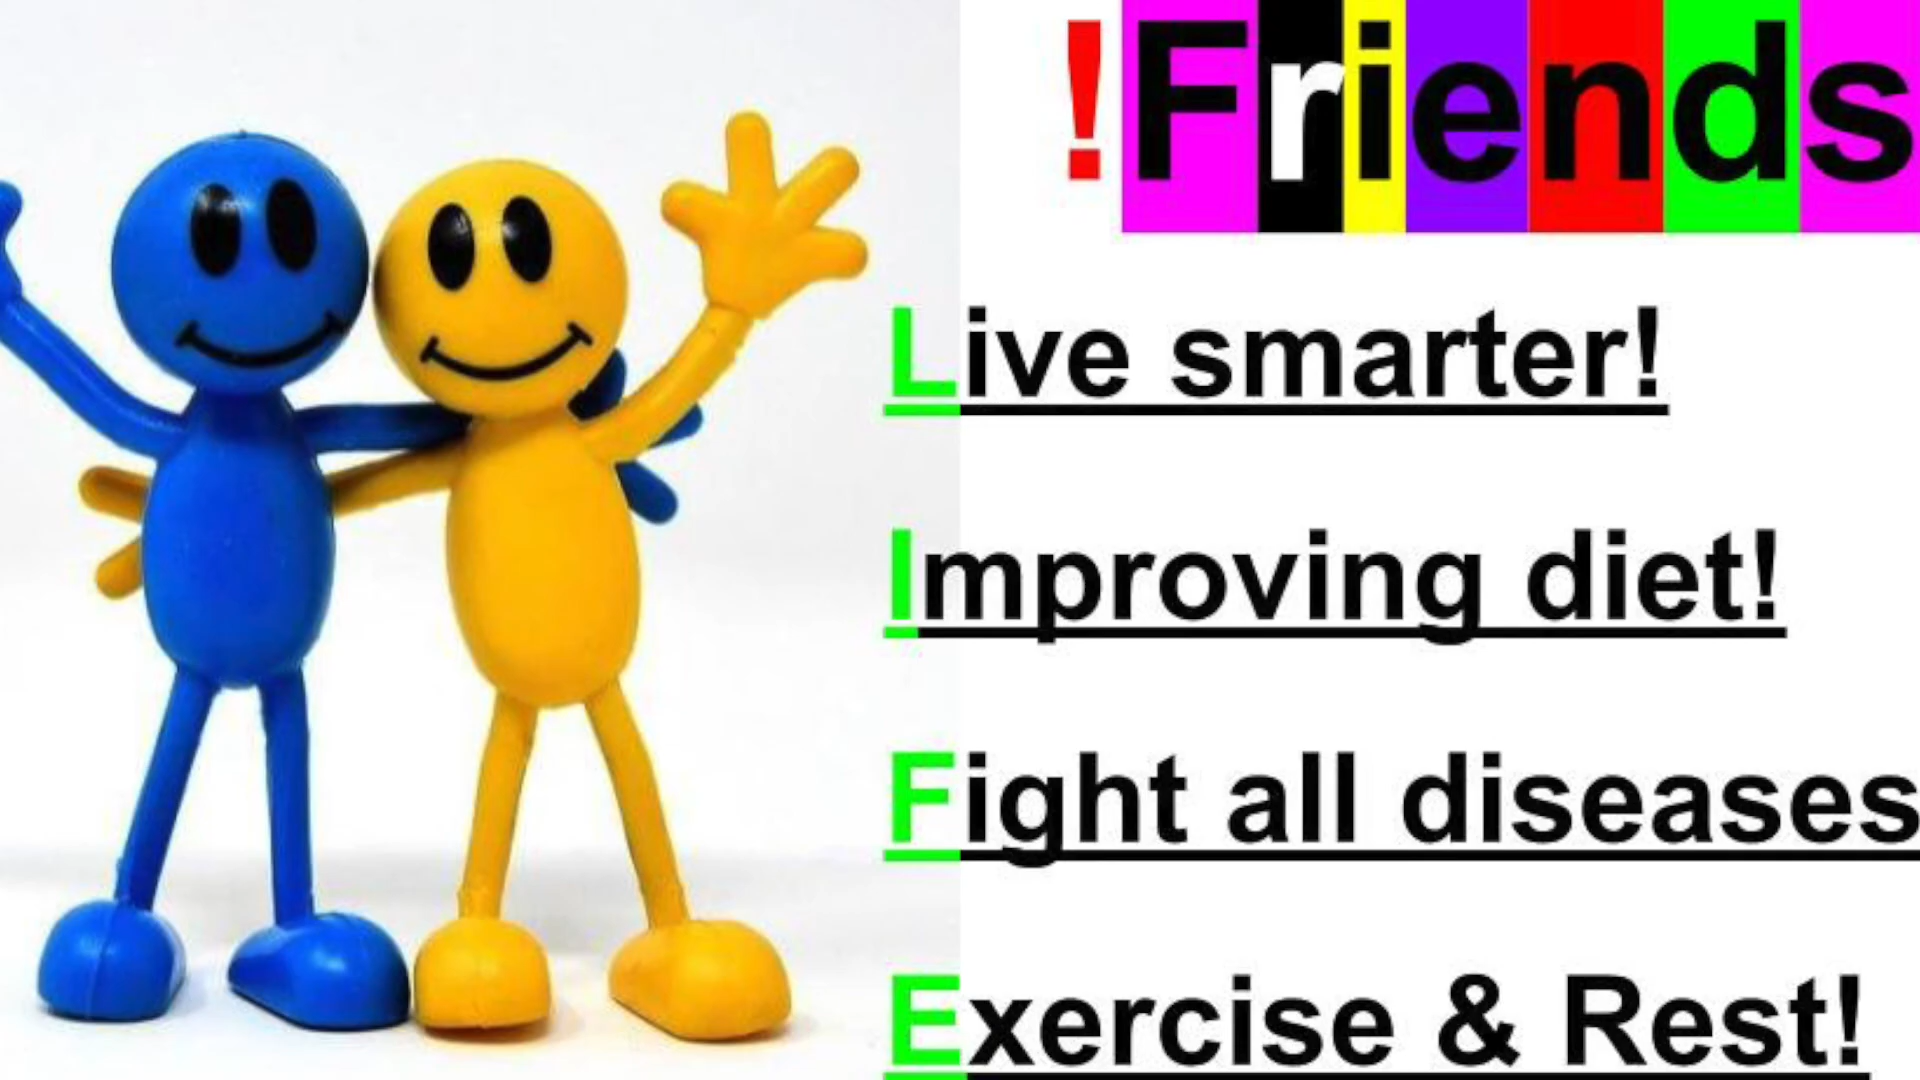 !Friends
Live smarter!
Improving diet!
Fight all diseases
Exercise & Rest!